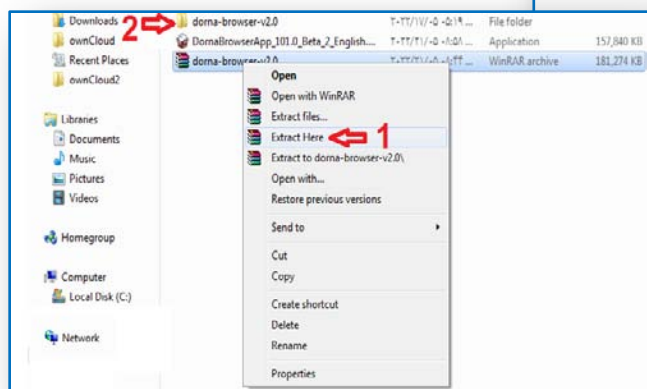 Downloads
ownCloud
Recent Places
ownCloud2
Libraries
Documents
Music
Pictures
Videos
Homegroup
Computer
Local Disk (C:)
Network
2
dorna-browser-v2.0 File folder
DornaBrowserApp_101.0_Beta_2_English.... Application 157,840 KB
dorna-browser-v2.0 WinRAR archive 181,274 KB
Open
Open with WinRAR
Extract files...
Extract Here 1
Extract to dorna-browser-v2.0\
Open with...
Restore previous versions
Send to
Cut
Copy
Create shortcut
Delete
Rename
Properties